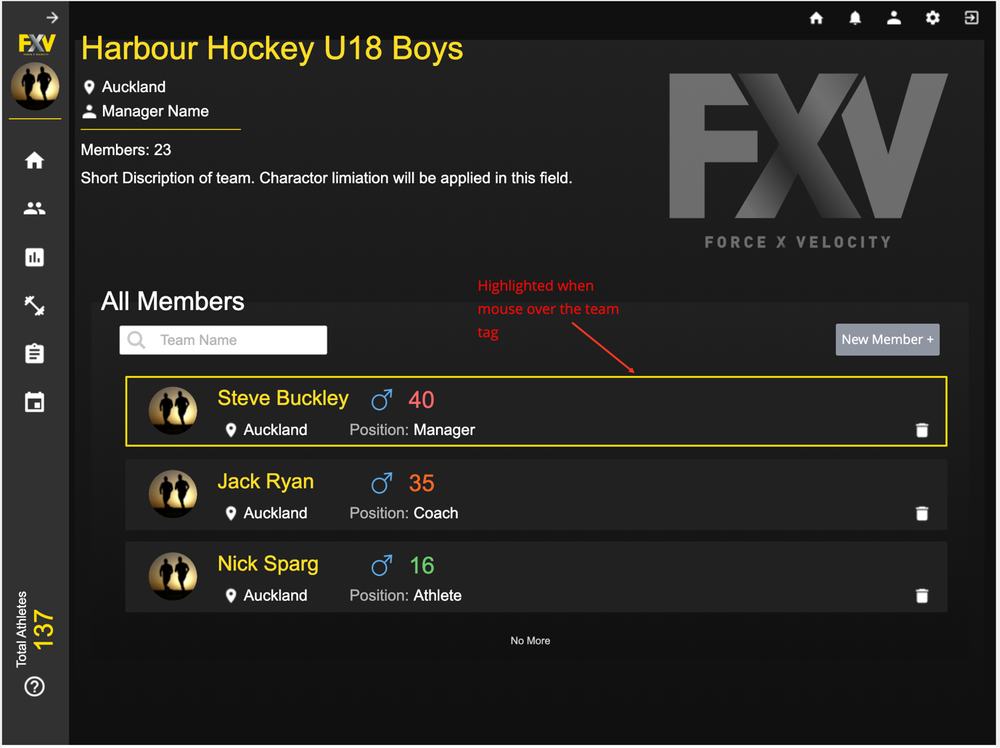 FXV
FORCE X VELOCITY
Harbour Hockey U18 Boys
Auckland
Manager Name
Members: 23
Short Discription of team. Charactor limiation will be applied in this field.
FXV
FORCE X VELOCITY
Highlighted when
mouse over the team
tag
All Members
Team Name
New Member +
Steve Buckley 40
Auckland Position: Manager
Jack Ryan 35
Auckland Position: Coach
Nick Sparg 16
Auckland Position: Athlete
No More
Total Athletes
137